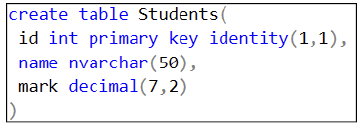 create table Students(
id int primary key identity(1,1),
name nvarchar(50),
mark decimal(7,2)
)